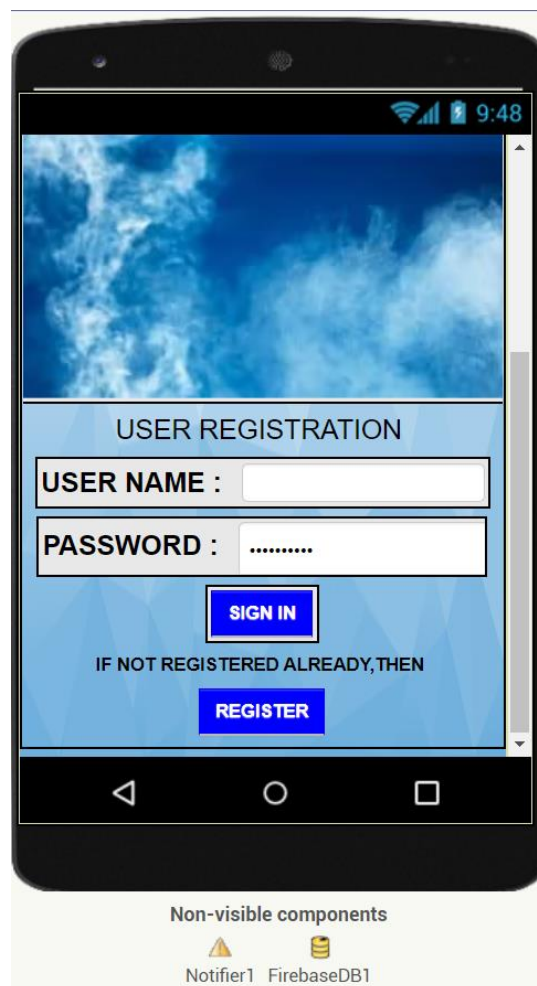 9:48
USER REGISTRATION
USER NAME :
PASSWORD : ••••••••••
SIGN IN
IF NOT REGISTERED ALREADY,THEN
REGISTER
Non-visible components
Notifier1 FirebaseDB1